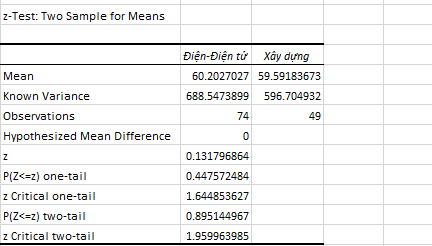 z-Test: Two Sample for Means
Điện-Điện tử Xây dựng
Mean 60.2027027 59.59183673
Known Variance 688.5473899 596.704932
Observations 74 49
Hypothesized Mean Difference 0
z 0.131796864
P(Z<=z) one-tail 0.447572484
z Critical one-tail 1.644853627
P(Z<=z) two-tail 0.895144967
z Critical two-tail 1.959963985